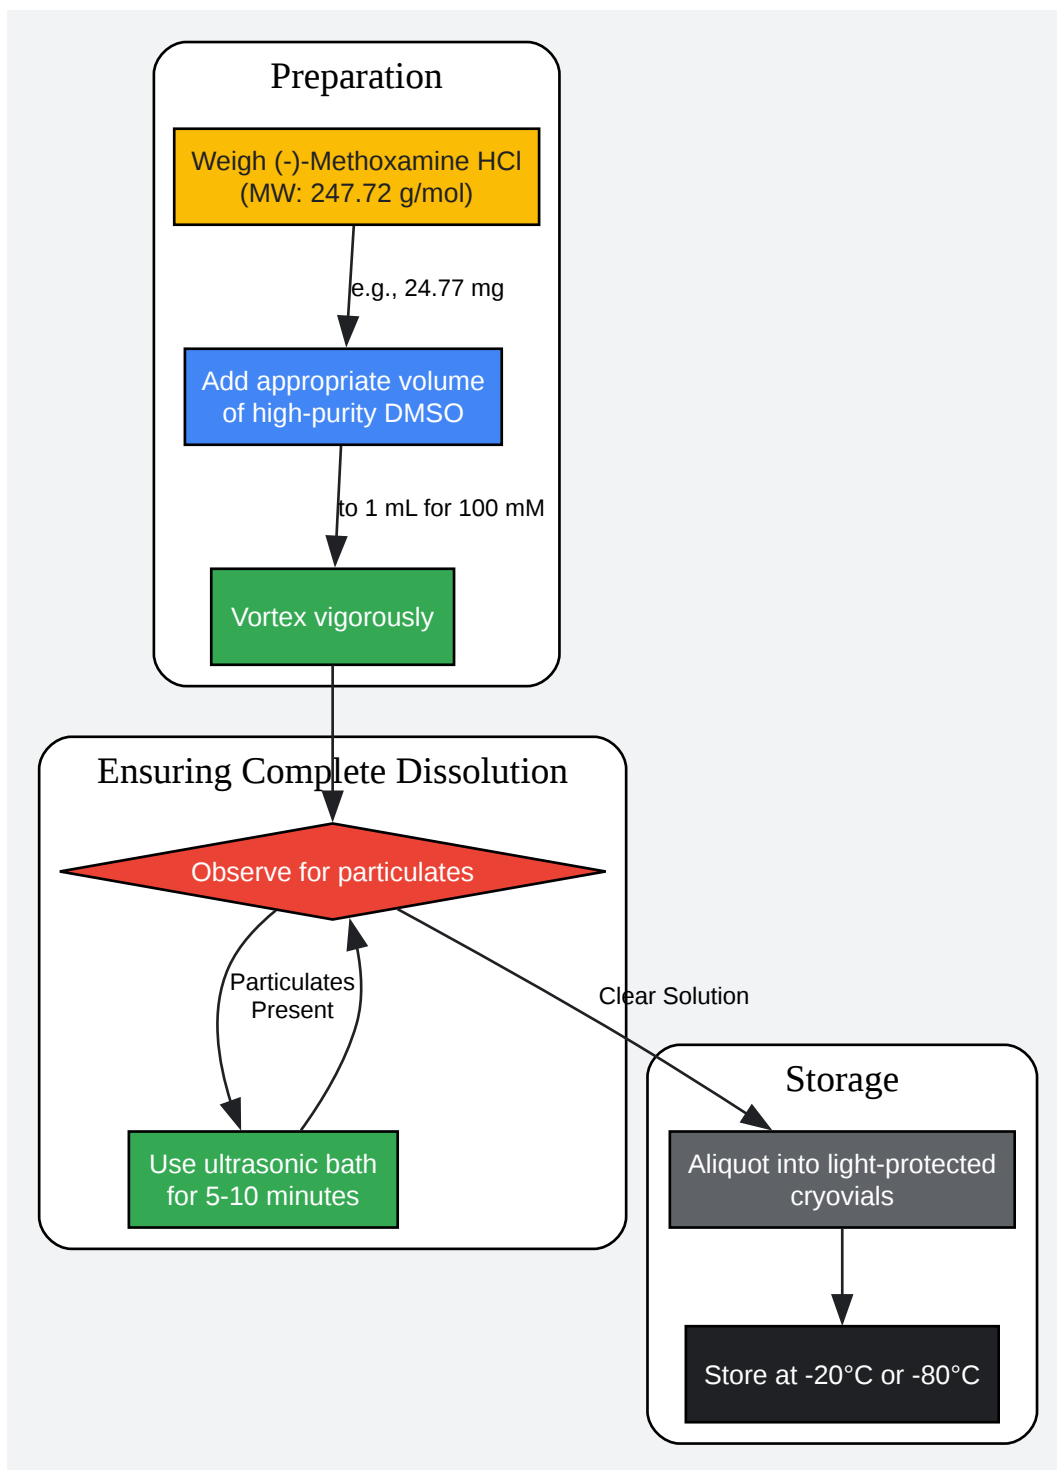 Preparation
Weigh (-)-Methoxamine HCl
(MW: 247.72 g/mol)
e.g., 24.77 mg
Add appropriate volume
of high-purity DMSO
to 1 mL for 100 mM
Vortex vigorously
Ensuring Complete Dissolution
Observe for particulates
Particulates
Present
Clear Solution
Use ultrasonic bath
for 5-10 minutes
Storage
Aliquot into light-protected
cryovials
Store at -20°C or -80°C